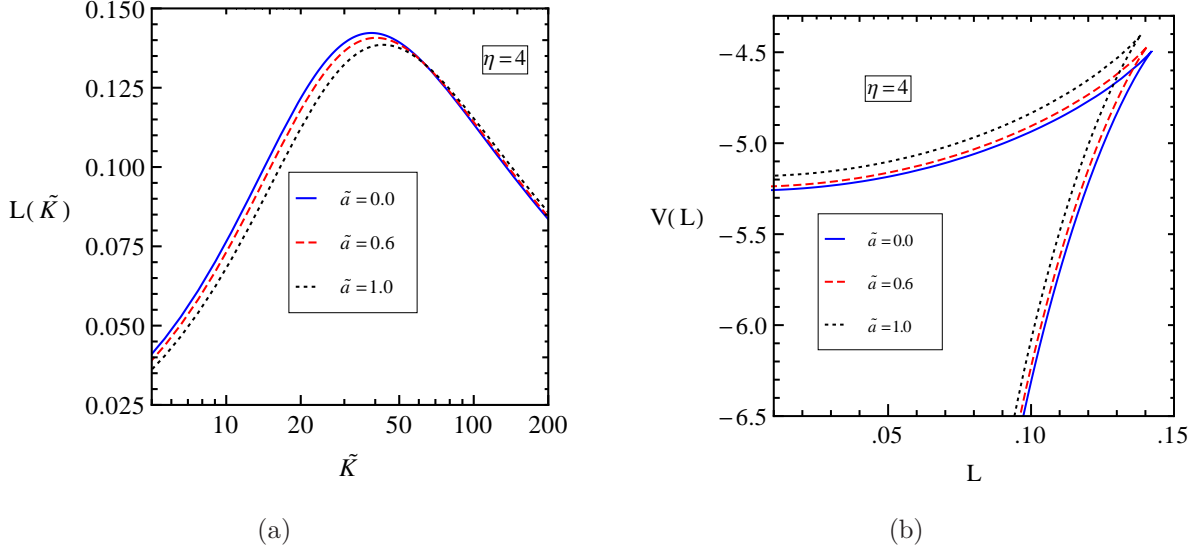 0.150
0.125
0.100
0.075
0.050
0.025
L(K̃)
10
20
50
100
200
K̃
η = 4
ã = 0.0
ã = 0.6
ã = 1.0
(a)
−4.5
−5.0
−5.5
−6.0
−6.5
V(L)
.05
.10
.15
L
η = 4
ã = 0.0
ã = 0.6
ã = 1.0
(b)